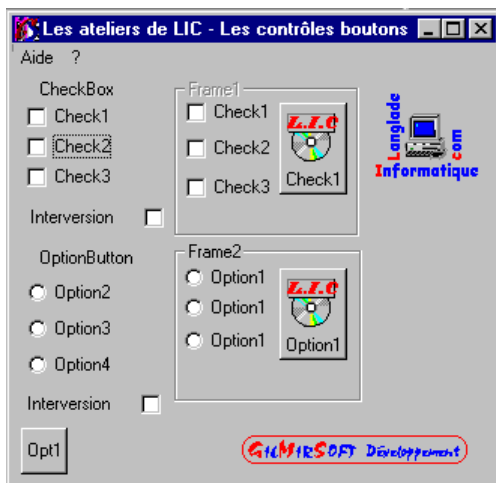 Les ateliers de LIC - Les contrôles boutons
Aide ?
CheckBox
Check1
Check2
Check3
Interversion
Frame1
Check1
Check2
Check3
L.I.C
Check1
Langlade
Informatique
.com
OptionButton
Option2
Option3
Option4
Interversion
Frame2
Option1
Option1
Option1
L.I.C
Option1
Opt1
GilMirSoft Développement